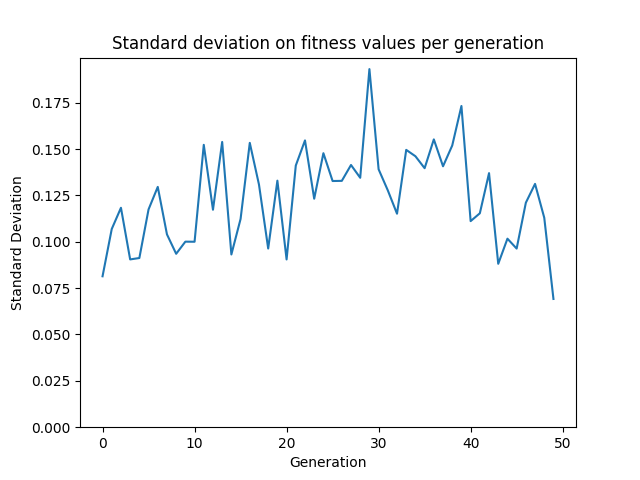 Standard deviation on fitness values per generation
Standard Deviation
0.175
0.150
0.125
0.100
0.075
0.050
0.025
0.000
0 10 20 30 40 50
Generation